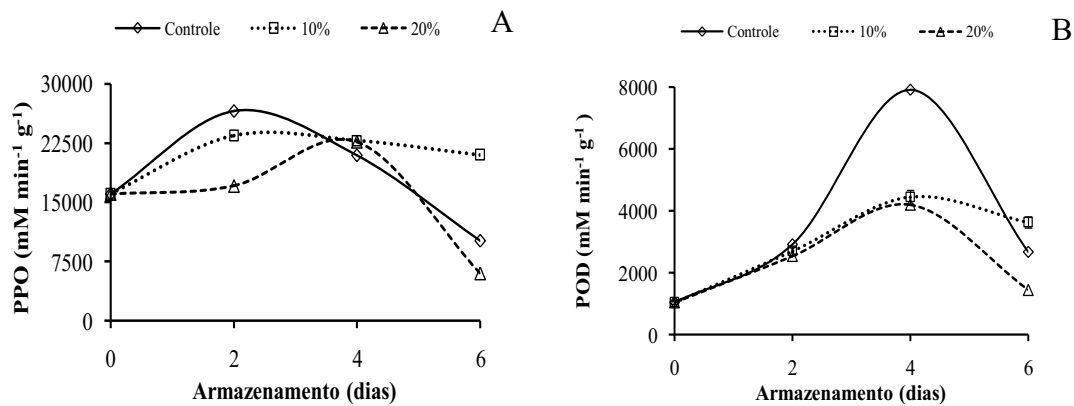 Controle 10% 20% A
30000
22500
15000
7500
0
PPO (mM min⁻¹ g⁻¹)
0 2 4 6
Armazenamento (dias)
Controle 10% 20% B
8000
6000
4000
2000
0
POD (mM min⁻¹ g⁻¹ )
0 2 4 6
Armazenamento (dias)